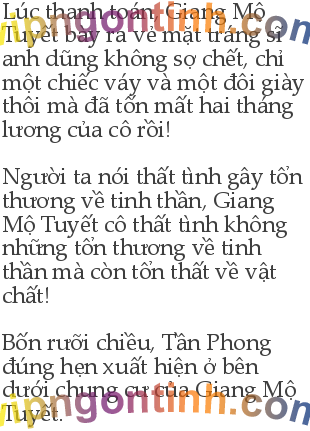 Lúc thanh toán, Giang Mộ
Tuyết bày ra vẻ mặt tráng sĩ
anh dũng không sợ chết, chỉ
một chiếc váy và một đôi giày
thôi mà đã tốn mất hai tháng
lương của cô rồi!

Người ta nói thất tình gây tổn
thương về tinh thần, Giang
Mộ Tuyết cô thất tình không
những tổn thương về tinh
thần mà còn tổn thất về vật
chất!

Bốn rưỡi chiều, Tần Phong
đúng hẹn xuất hiện ở bên
dưới chung cư của Giang Mộ
Tuyết.
vipngontinh.com
vipngontinh.com